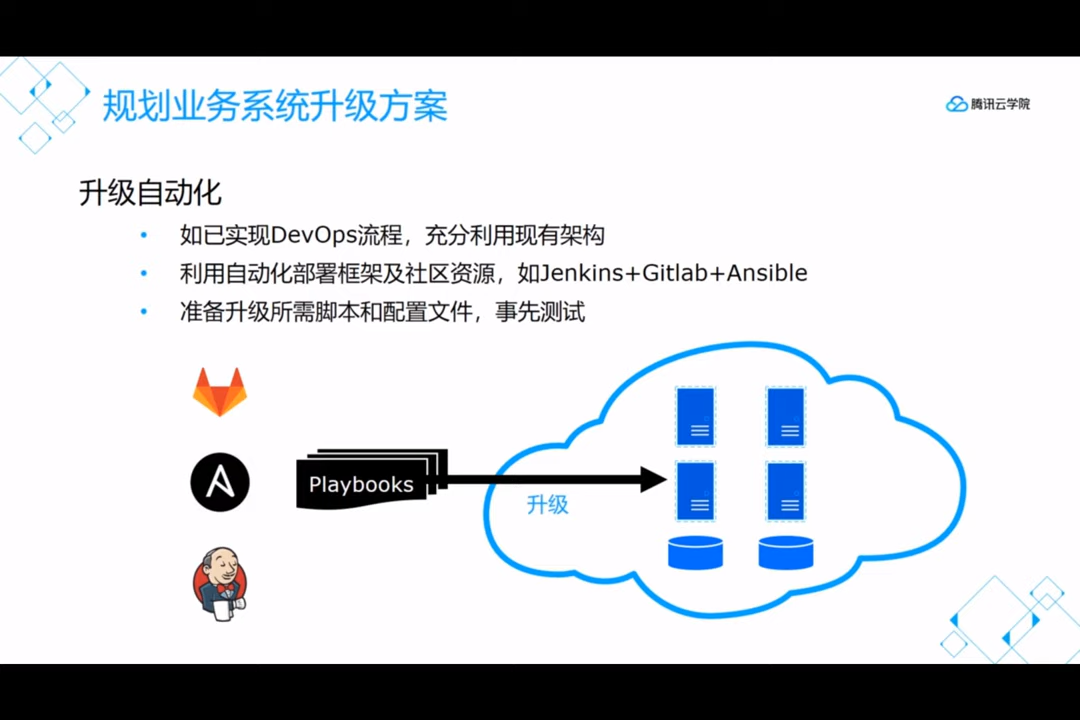 规划业务系统升级方案
腾讯云学院
升级自动化
• 如已实现DevOps流程，充分利用现有架构
• 利用自动化部署框架及社区资源，如Jenkins+Gitlab+Ansible
• 准备升级所需脚本和配置文件，事先测试
Playbooks
升级